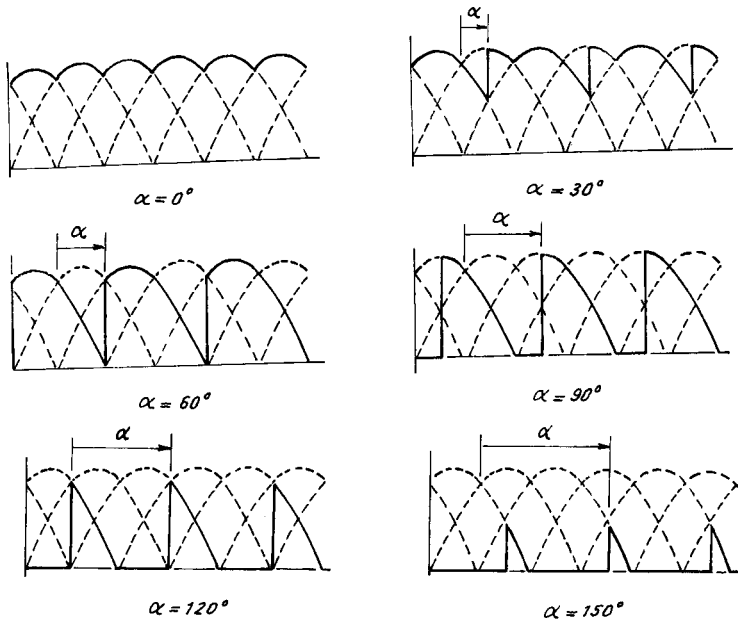 α
α = 0°
α = 30°
α
α
α = 60°
α = 90°
α
α
α = 120°
α = 150°